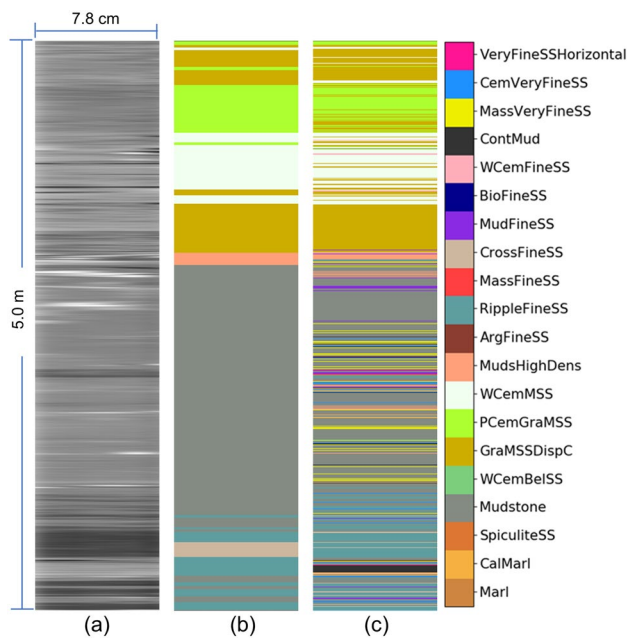 7.8 cm
5.0 m
VeryFineSSHorizontal
CemVeryFineSS
MassVeryFineSS
ContMud
WCemFineSS
BioFineSS
MudFineSS
CrossFineSS
MassFineSS
RippleFineSS
ArgFineSS
MudsHighDens
WCemMSS
PCemGraMSS
GraMSSDispC
WCemBelSS
Mudstone
SpiculiteSS
CalMarl
Marl
(a)
(b)
(c)